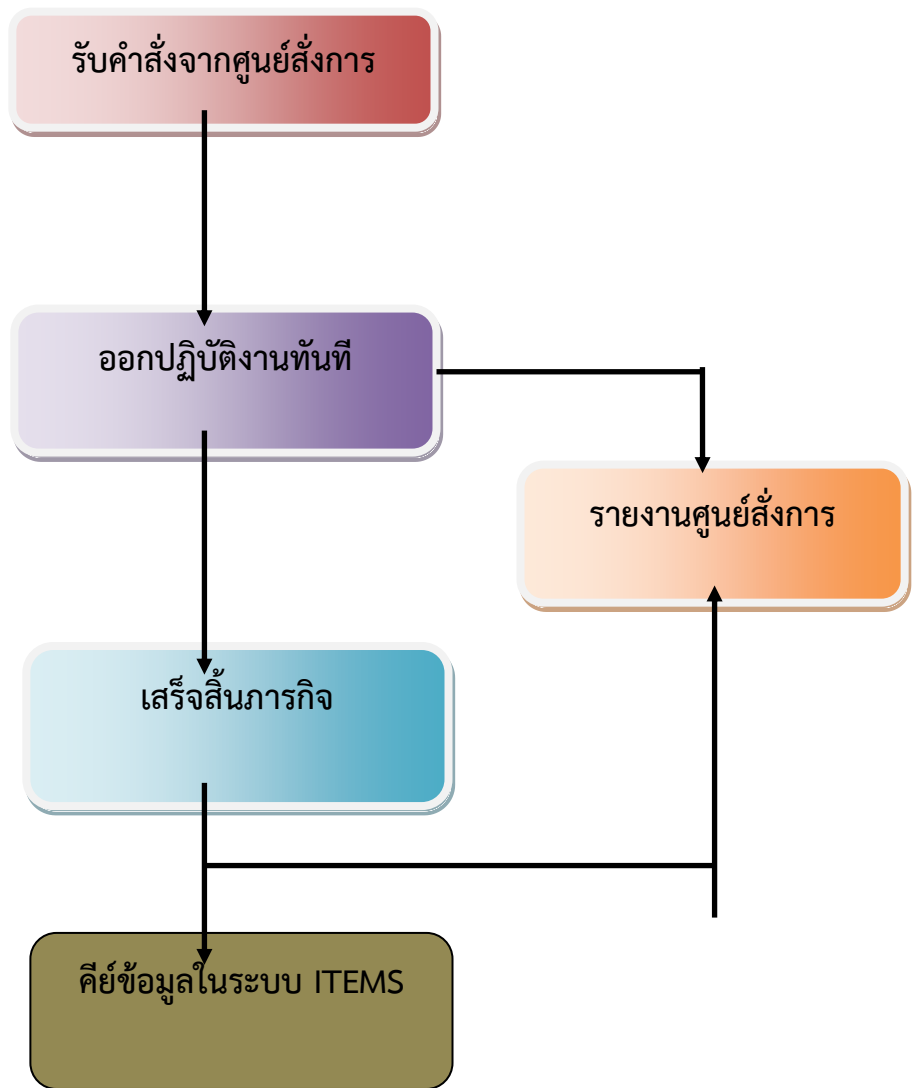 รับคำสั่งจากศูนย์สั่งการ
ออกปฏิบัติงานทันที
รายงานศูนย์สั่งการ
เสร็จสิ้นภารกิจ
คีย์ข้อมูลในระบบ ITEMS